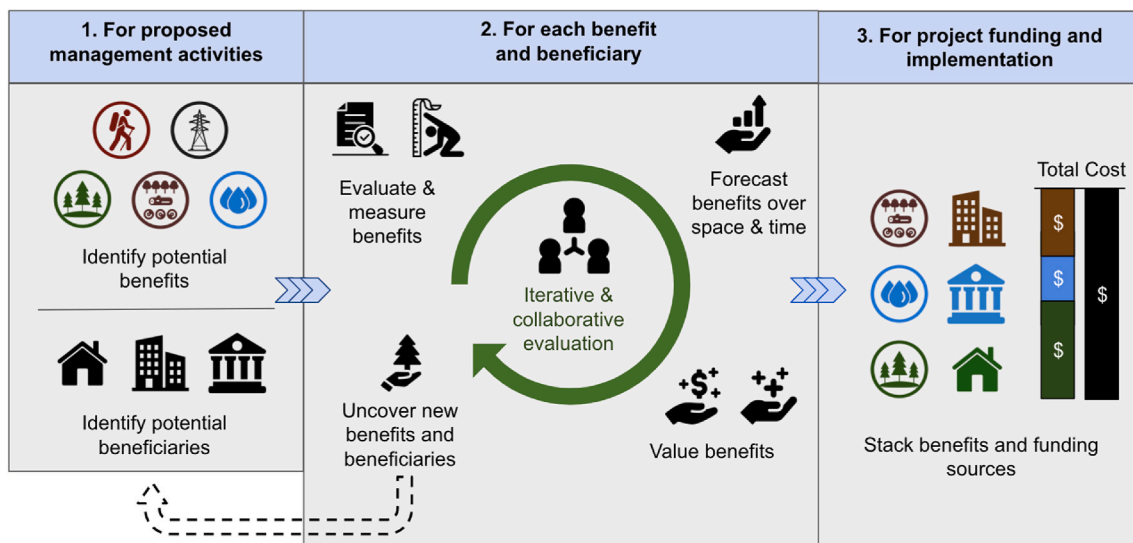 1. For proposed
management activities
2. For each benefit
and beneficiary
3. For project funding and
implementation
Identify potential
benefits
Identify potential
beneficiaries
Evaluate &
measure
benefits
Forecast
benefits over
space & time
Iterative &
collaborative
evaluation
Uncover new
benefits and
beneficiaries
$
Value benefits
Total Cost
$
$
$
$
Stack benefits and funding
sources